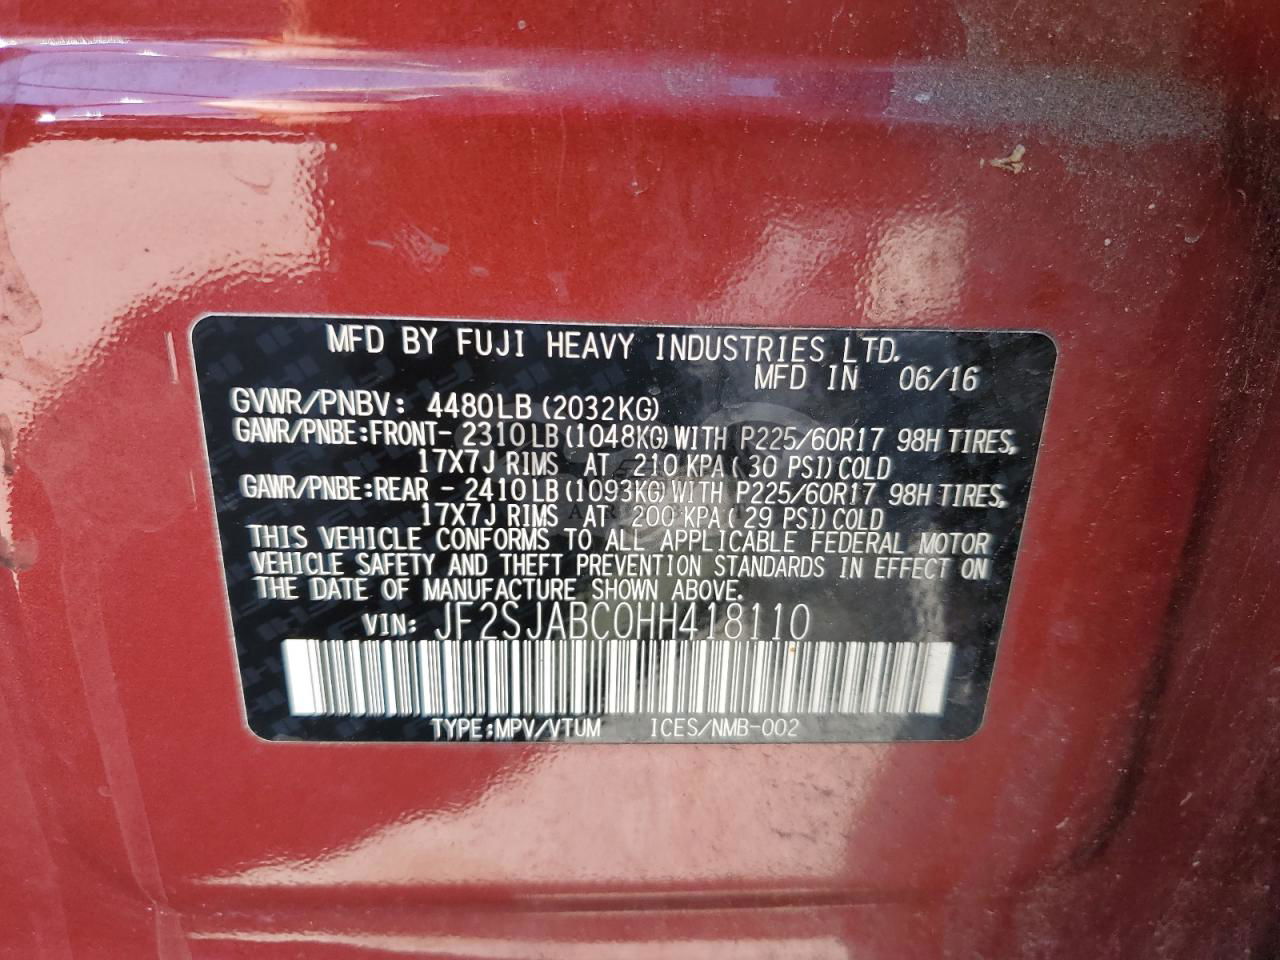 MFD BY FUJI HEAVY INDUSTRIES LTD.
MFD IN 06/16
GVWR/PNBV: 4480LB (2032KG)
GAWR/PNBE:FRONT- 2310LB (1048KG) WITH P225/60R17 98H TIRES,
17X7J RIMS AT 210 KPA (30 PSI) COLD
GAWR/PNBE:REAR - 2410LB (1093KG) WITH P225/60R17 98H TIRES,
17X7J RIMS AT 200 KPA (29 PSI) COLD
THIS VEHICLE CONFORMS TO ALL APPLICABLE FEDERAL MOTOR
VEHICLE SAFETY AND THEFT PREVENTION STANDARDS IN EFFECT ON
THE DATE OF MANUFACTURE SHOWN ABOVE.
VIN: JF2SJABC0HH418110
TYPE:MPV/VTUM ICES/NMB-002